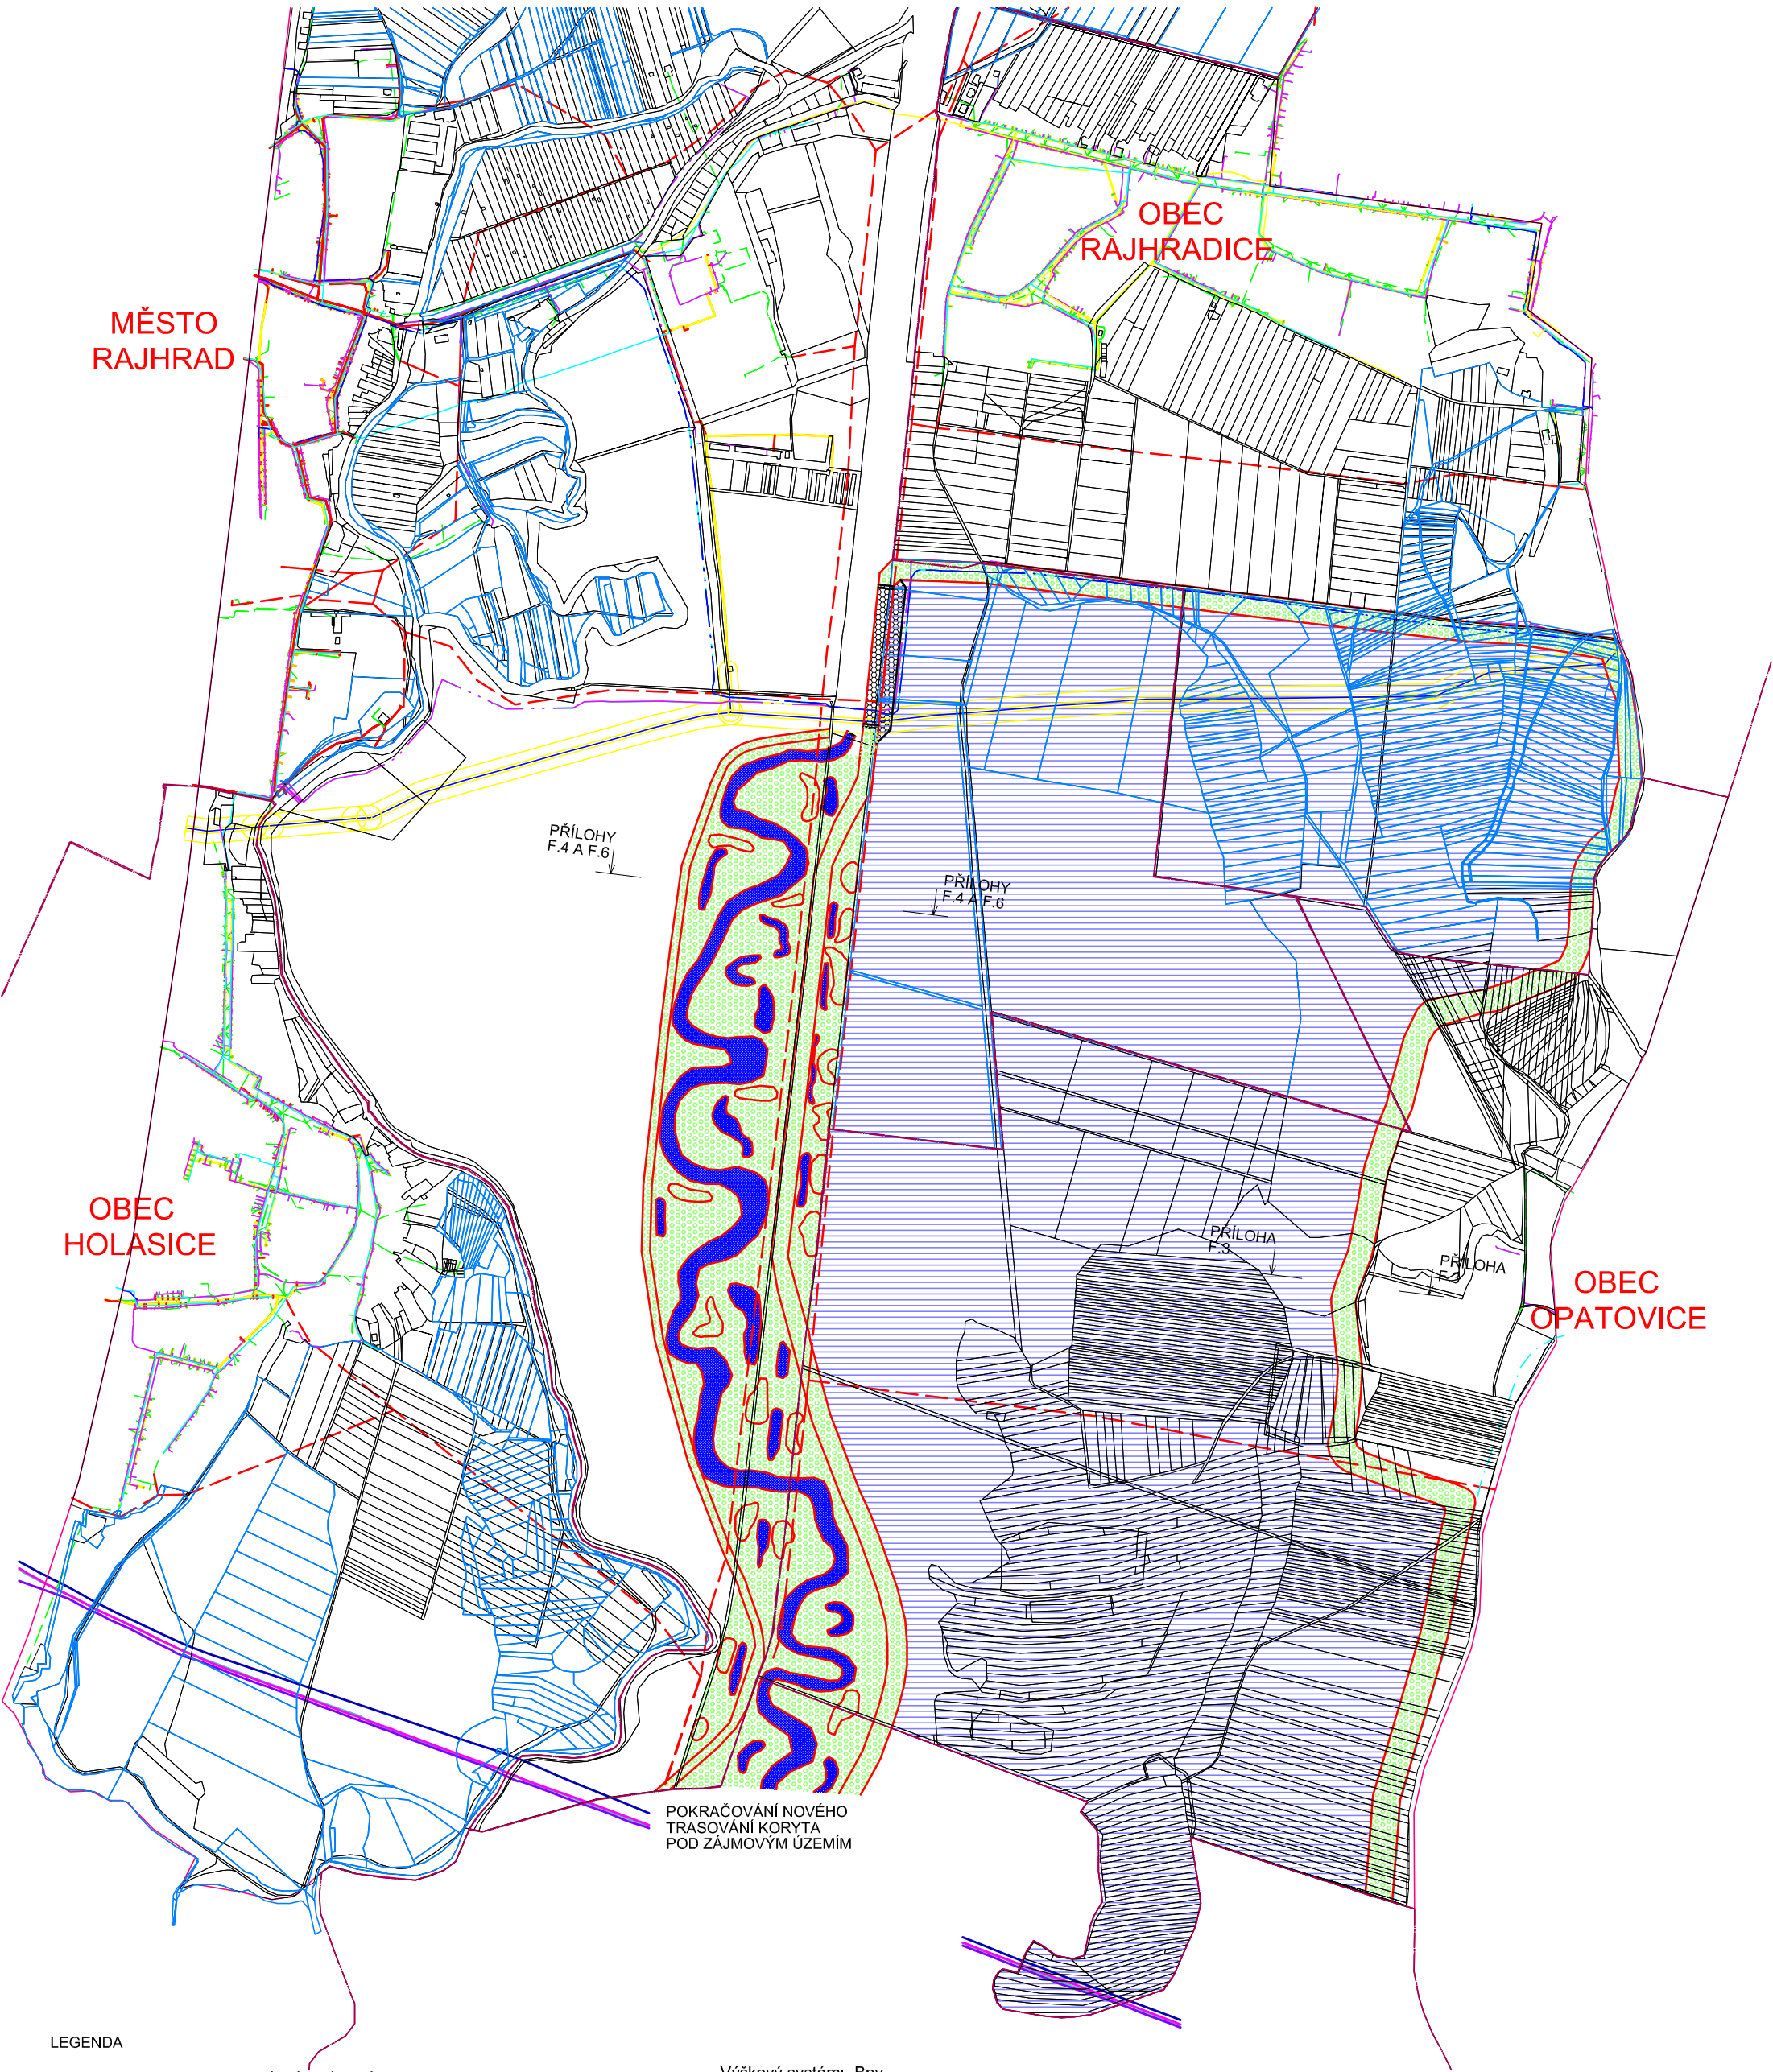 OBEC
RAJHRADICE
MĚSTO
RAJHRAD
PŘÍLOHY
F.4 A F.6
PŘÍLOHY
F.4 A F.6
OBEC
HOLASICE
PŘÍLOHA
F.3
PŘÍLOHA
F.3
OBEC
OPATOVICE
POKRAČOVÁNÍ NOVÉHO
TRASOVÁNÍ KORYTA
POD ZÁJMOVÝM ÚZEMÍM
LEGENDA